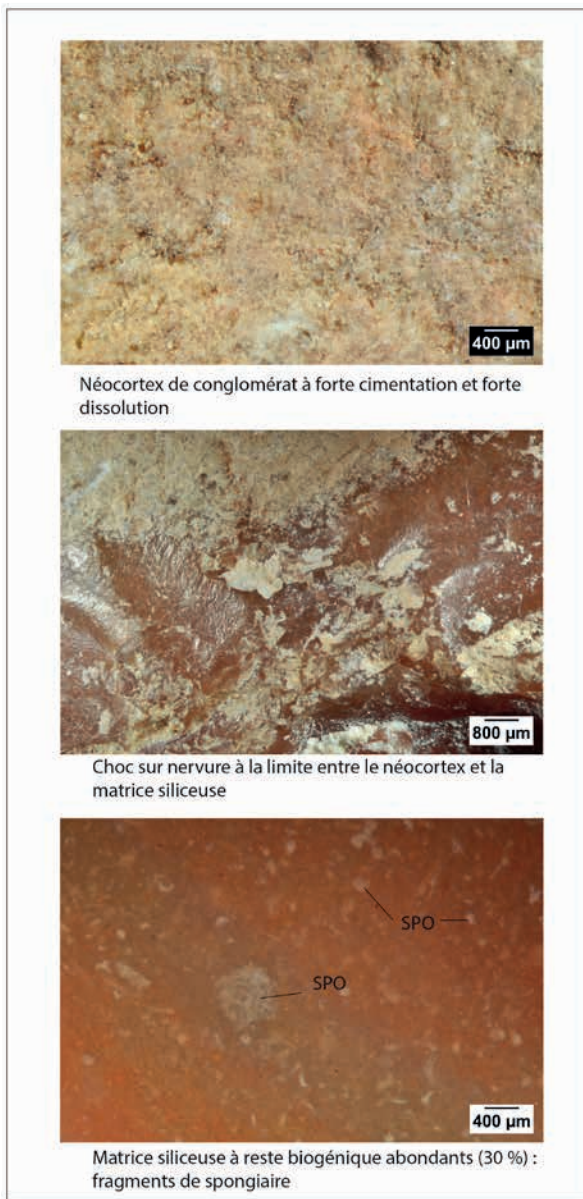 400 µm
Néocortex de conglomérat à forte cimentation et forte
dissolution
800 µm
Choc sur nervure à la limite entre le néocortex et la
matrice siliceuse
SPO
SPO
400 µm
Matrice siliceuse à reste biogénique abondants (30 %) :
fragments de spongiaire